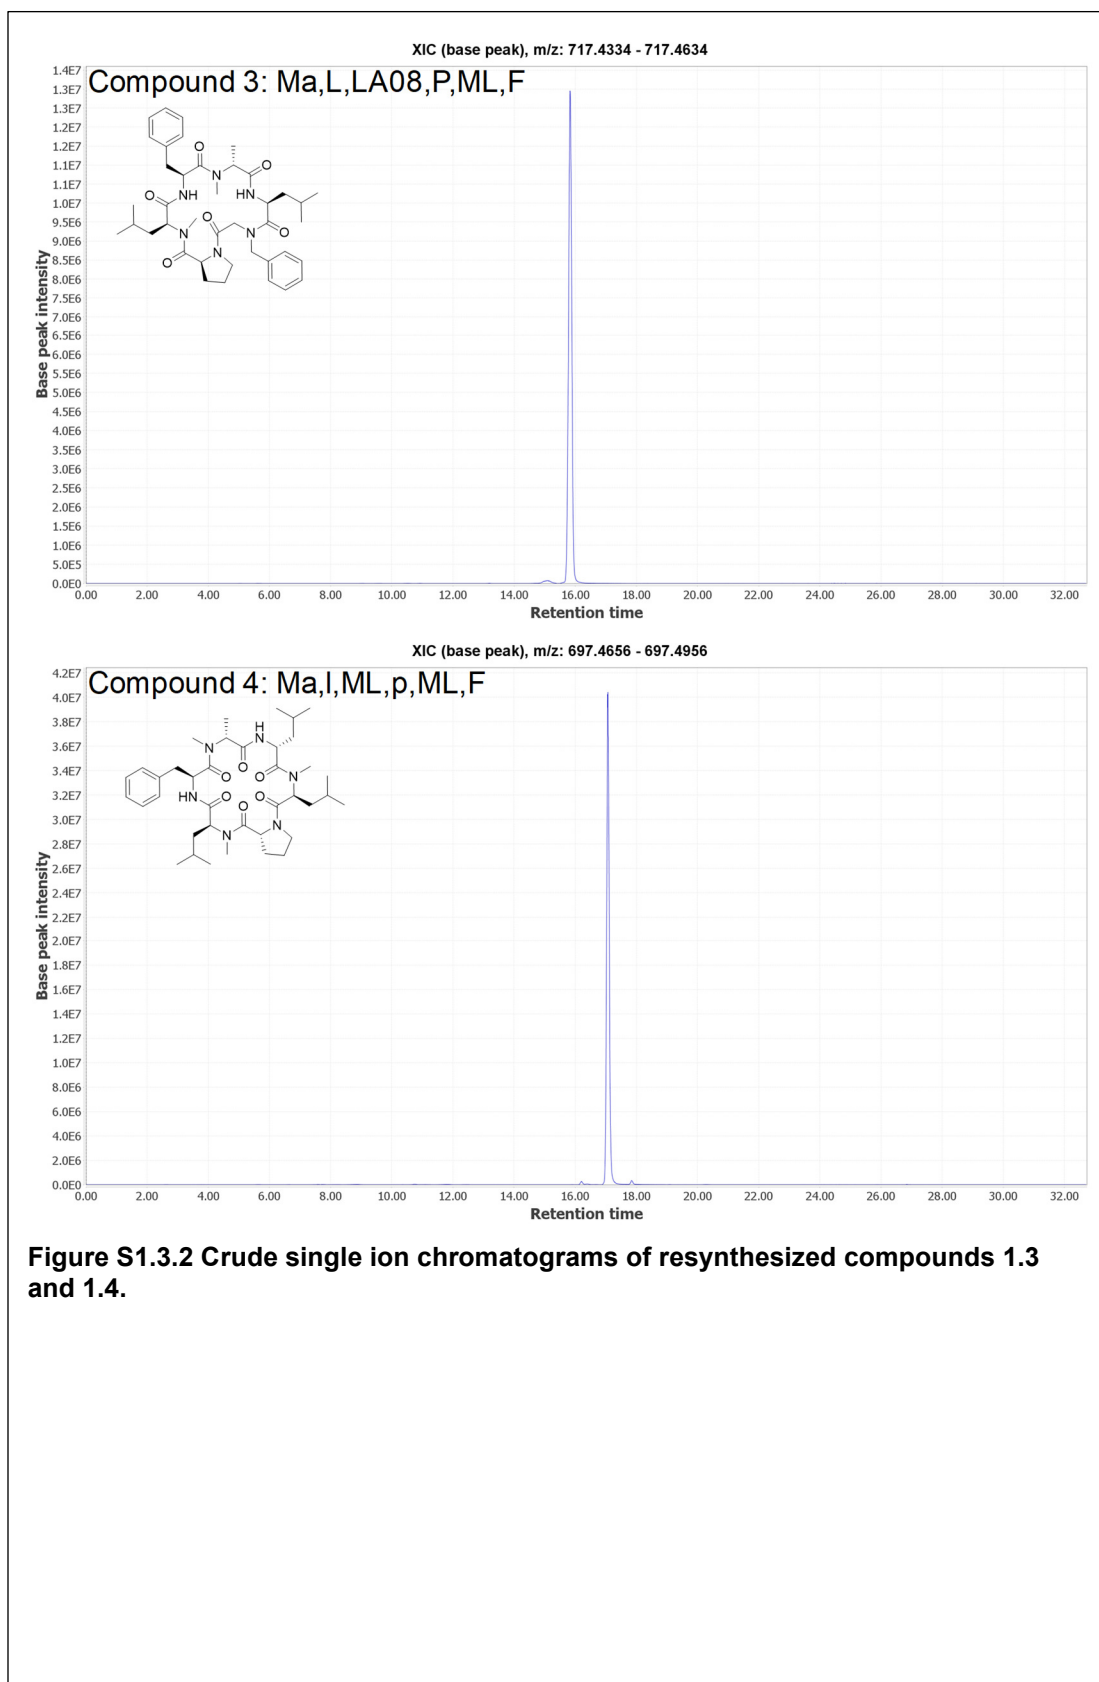 XIC (base peak), m/z: 717.4334 - 717.4634
Compound 3: Ma,L,LA08,P,ML,F
1.4E7
1.3E7
1.3E7
1.2E7
1.2E7
1.1E7
1.1E7
1.0E7
9.5E6
9.0E6
8.5E6
8.0E6
7.5E6
7.0E6
6.5E6
6.0E6
5.5E6
5.0E6
4.5E6
4.0E6
3.5E6
3.0E6
2.5E6
2.0E6
1.5E6
1.0E6
5.0E5
0.0E0
Base peak intensity
O
N
O
HN
O
NH
O
N
O
N
O
N
0.00 2.00 4.00 6.00 8.00 10.00 12.00 14.00 16.00 18.00 20.00 22.00 24.00 26.00 28.00 30.00 32.00
Retention time
XIC (base peak), m/z: 697.4656 - 697.4956
Compound 4: Ma,l,ML,p,ML,F
4.2E7
4.0E7
3.8E7
3.6E7
3.4E7
3.2E7
3.0E7
2.8E7
2.6E7
2.4E7
2.2E7
2.0E7
1.8E7
1.6E7
1.4E7
1.2E7
1.0E7
8.0E6
6.0E6
4.0E6
2.0E6
0.0E0
Base peak intensity
H
N
N
O
O
O
N
HN
O
O
O
N
N
0.00 2.00 4.00 6.00 8.00 10.00 12.00 14.00 16.00 18.00 20.00 22.00 24.00 26.00 28.00 30.00 32.00
Retention time
Figure S1.3.2 Crude single ion chromatograms of resynthesized compounds 1.3
and 1.4.